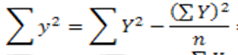 ∑ y² = ∑ Y² − (∑ Y)² / n =